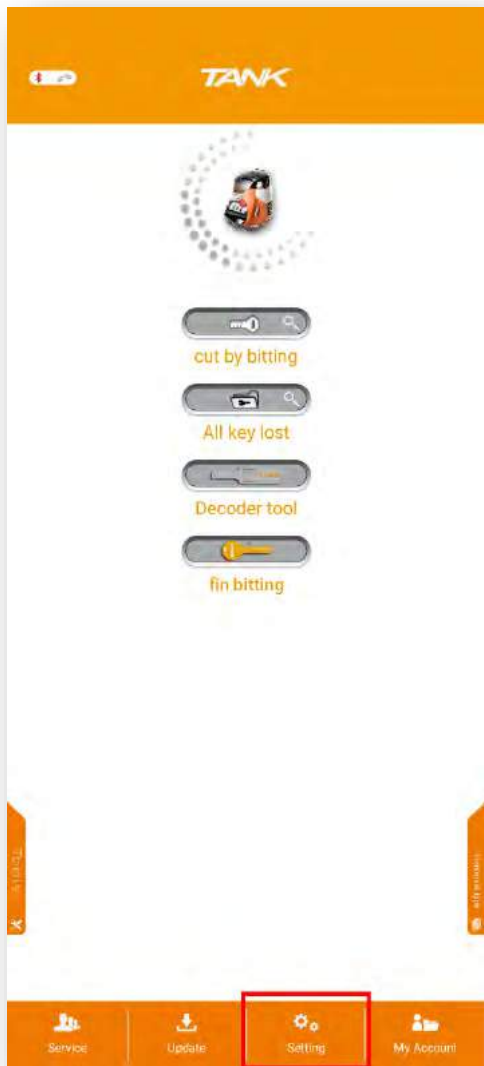 TANK
cut by bitting
All key lost
Decoder tool
fin bitting
Service
Update
Setting
My Account